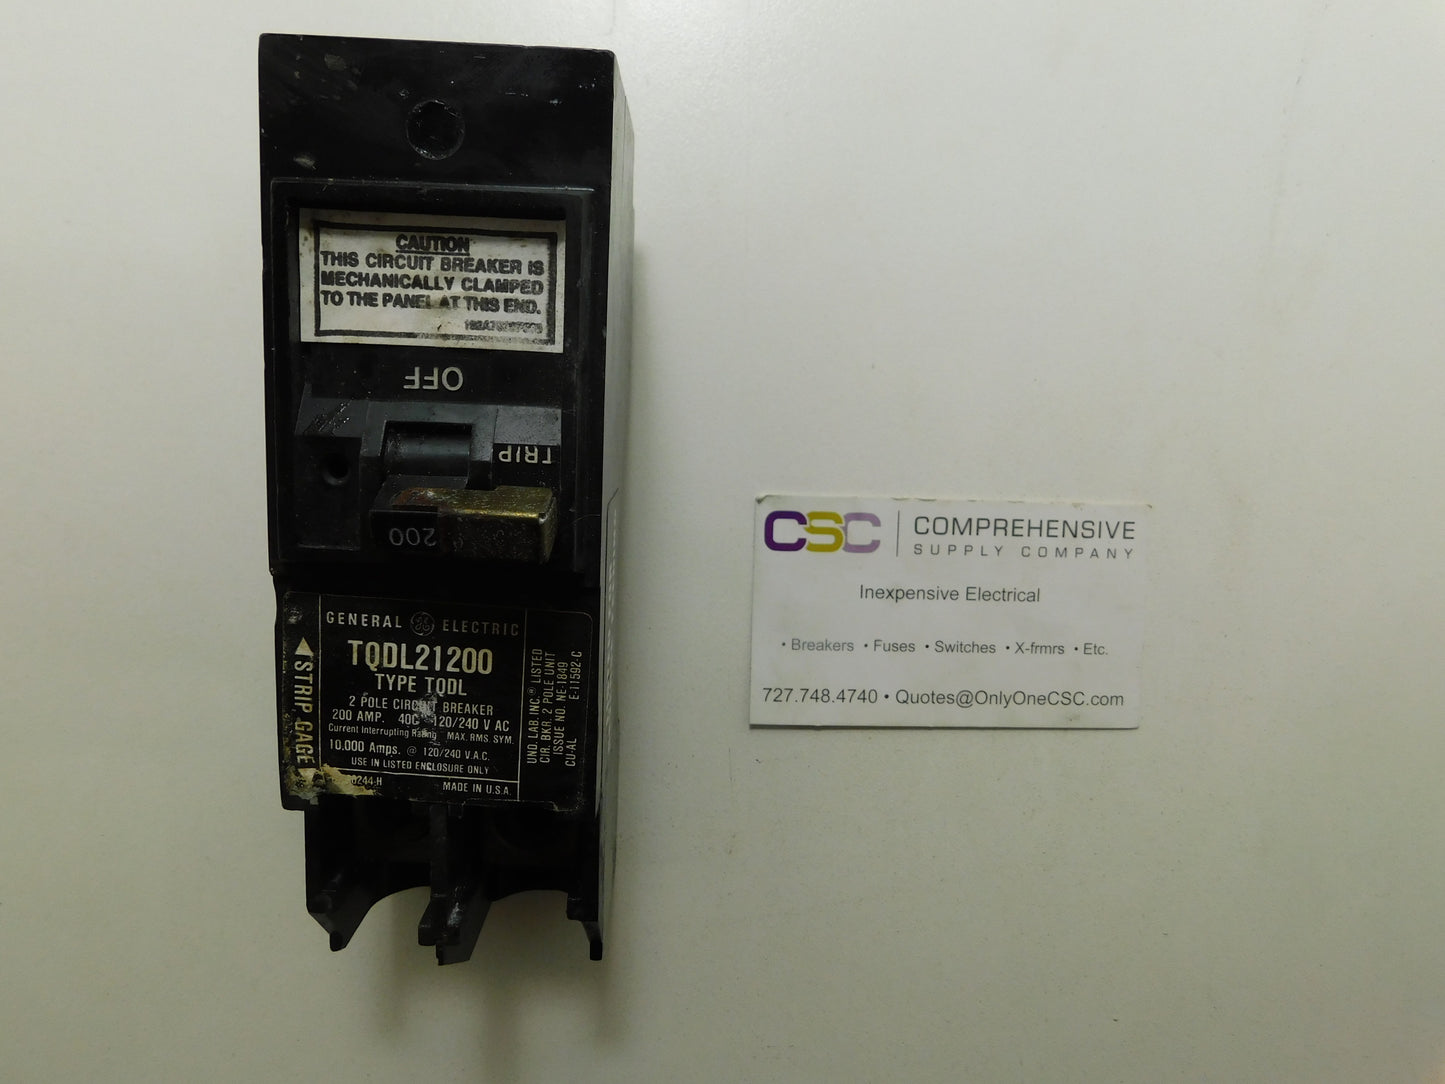 CAUTION
THIS CIRCUIT BREAKER IS
MECHANICALLY CLAMPED
TO THE PANEL AT THIS END.
OFF
TRIP
200
GENERAL GE ELECTRIC
TQDL21200
TYPE TQDL
2 POLE CIRCUIT BREAKER
200 AMP. 40C 120/240 V AC
Current Interrupting Rating MAX. RMS. SYM.
10.000 Amps. @ 120/240 V.A.C.
USE IN LISTED ENCLOSURE ONLY
MADE IN U.S.A.
STRIP GAGE
UND. LAB. INC.® LISTED
CIR. BKR. 2 POLE UNIT
ISSUE NO. NE-1849
CU-AL E-11592-C
CSC COMPREHENSIVE
SUPPLY COMPANY
Inexpensive Electrical
• Breakers • Fuses • Switches • X-frmrs • Etc.
727.748.4740 • Quotes@OnlyOneCSC.com